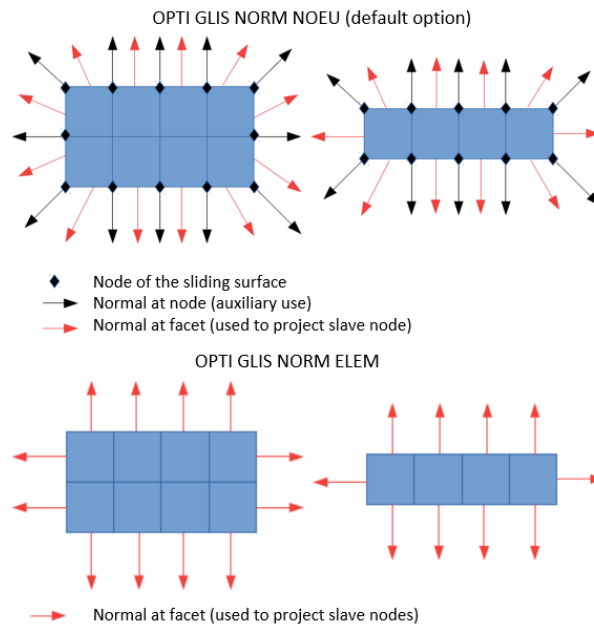 OPTI GLIS NORM NOEU (default option)
Node of the sliding surface
Normal at node (auxiliary use)
Normal at facet (used to project slave node)
OPTI GLIS NORM ELEM
Normal at facet (used to project slave nodes)